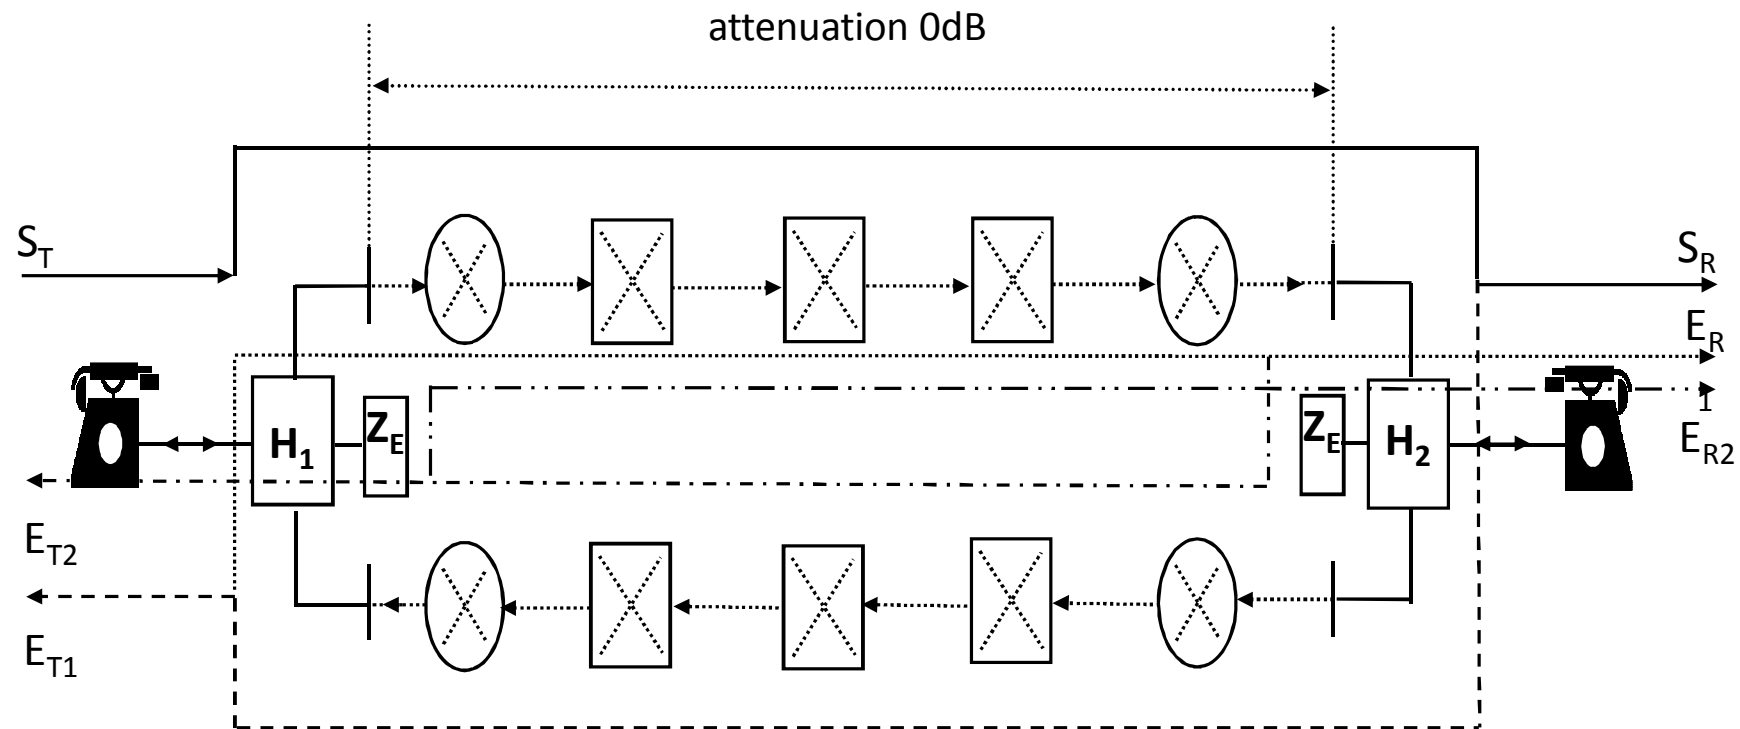 attenuation 0dB
S_T
S_R
E_R
1
H_1
Z_E
Z_E
H_2
E_R2
E_T2
E_T1